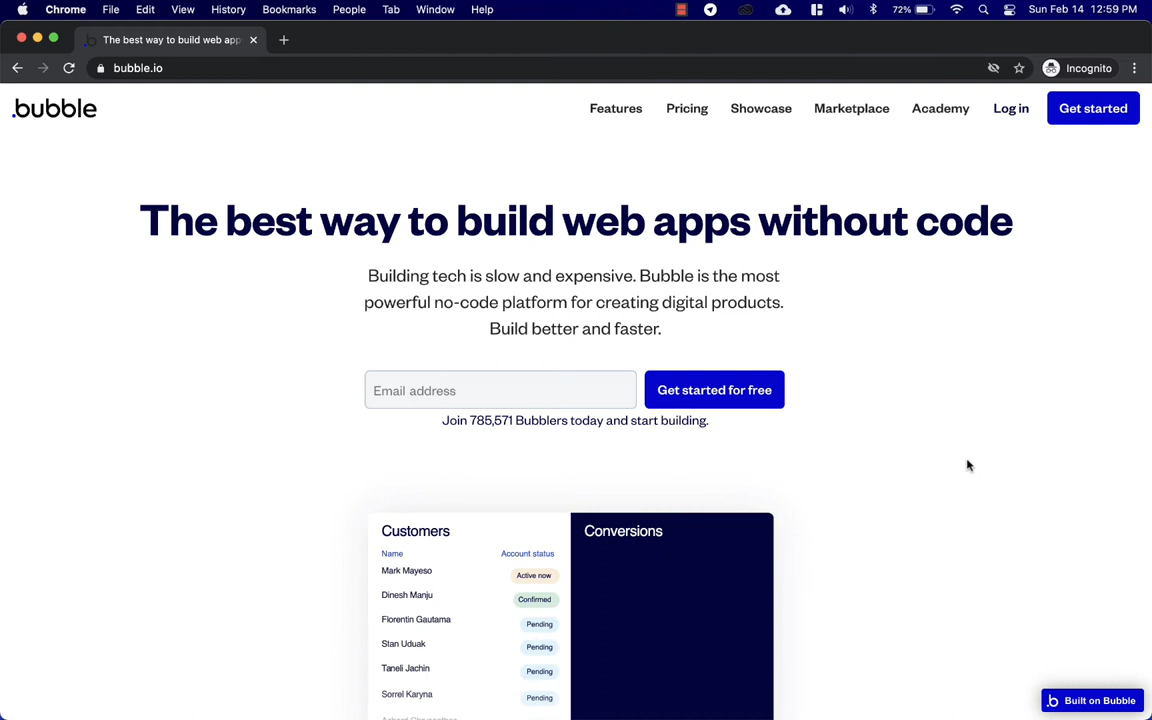 Chrome File Edit View History Bookmarks People Tab Window Help 72% Sun Feb 14 12:59 PM
The best way to build web app
bubble.io Incognito
.bubble Features Pricing Showcase Marketplace Academy Log in Get started
The best way to build web apps without code
Building tech is slow and expensive. Bubble is the most
powerful no-code platform for creating digital products.
Build better and faster.
Email address Get started for free
Join 785,571 Bubblers today and start building.
Customers Conversions
Name Account status
Mark Mayeso Active now
Dinesh Manju Confirmed
Florentin Gautama Pending
Stan Uduak Pending
Taneli Jachin Pending
Sorrel Karyna Pending
b Built on Bubble